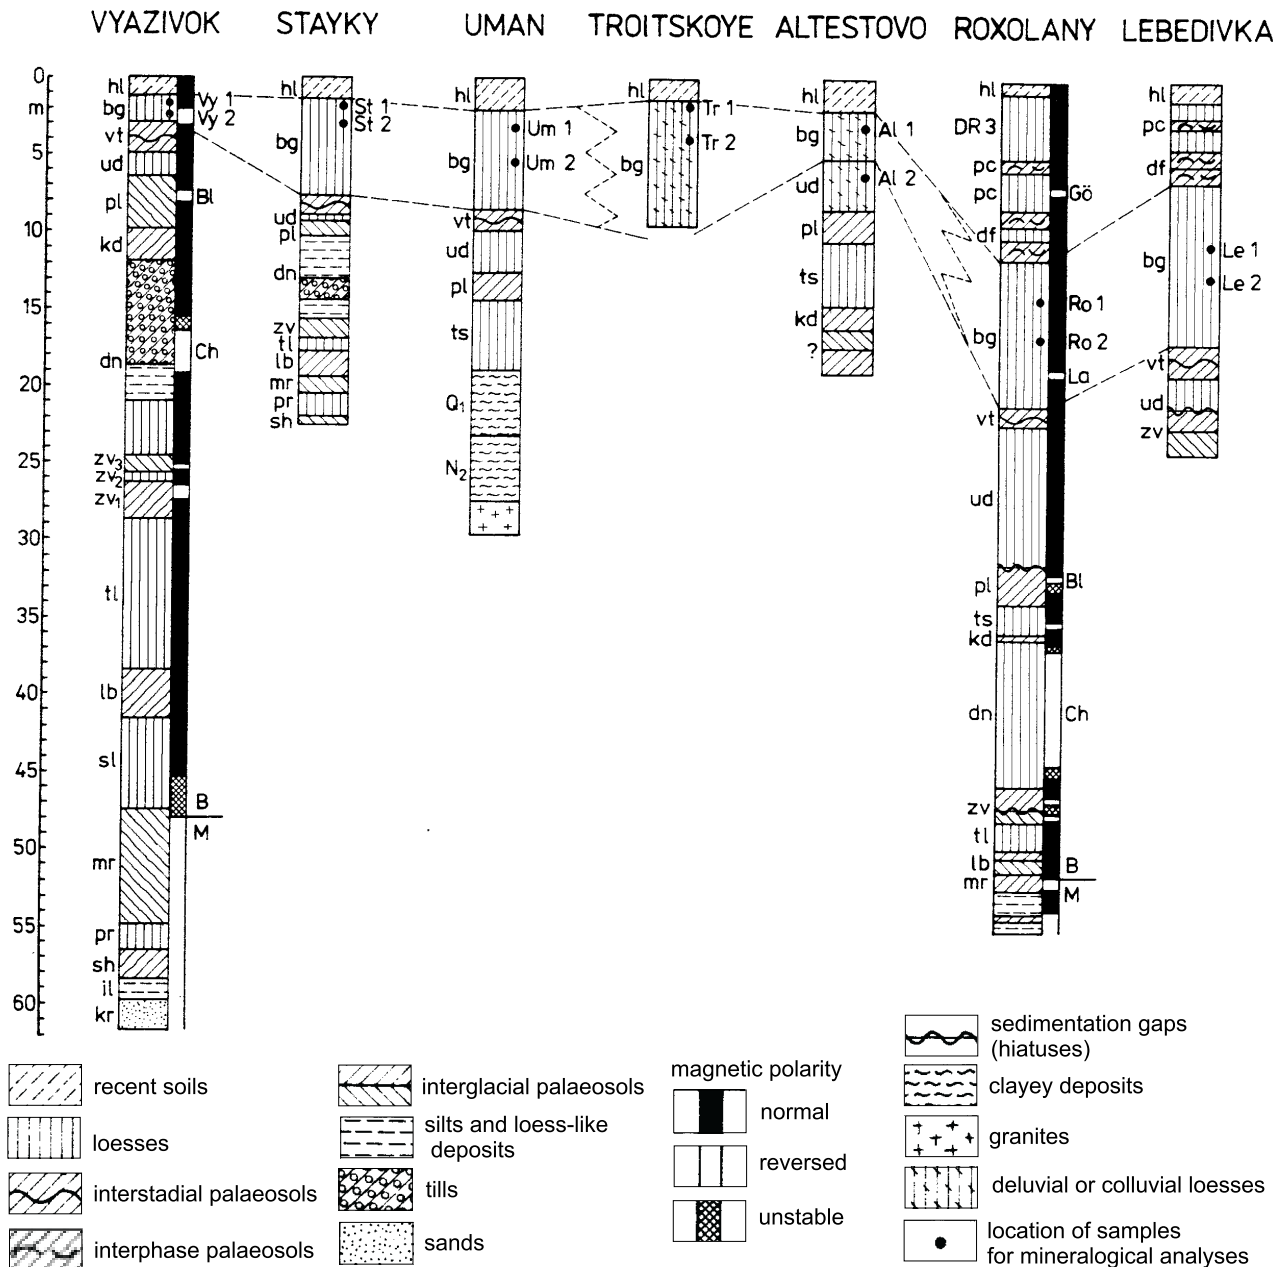 VYAZIVOK STAYKY UMAN TROITSKOYE ALTESTOVO ROXOLANY LEBEDIVKA
0
m
5
10
15
20
25
30
35
40
45
50
55
60
hl
bg
vt
ud
pl
kd
dn
zv3
zv2
zv1
tl
lb
sl
mr
pr
sh
il
kr
Vy 1
Vy 2
Bl
Ch
B
M
hl
bg
ud
pl
dn
zv
tl
lb
mr
pr
sh
St 1
St 2
hl
bg
vt
ud
pl
ts
Q1
N2
Um 1
Um 2
hl
bg
Tr 1
Tr 2
hl
bg
ud
pl
ts
kd
?
Al 1
Al 2
hl
DR 3
pc
pc
df
bg
vt
ud
pl
ts
kd
dn
zv
tl
lb
mr
Gö
Ro 1
Ro 2
La
Bl
Ch
B
M
hl
pc
df
bg
vt
ud
zv
Le 1
Le 2
recent soils
loesses
interstadial palaeosols
interphase palaeosols
interglacial palaeosols
silts and loess-like
deposits
tills
sands
magnetic polarity
normal
reversed
unstable
sedimentation gaps
(hiatuses)
clayey deposits
granites
deluvial or colluvial loesses
location of samples
for mineralogical analyses